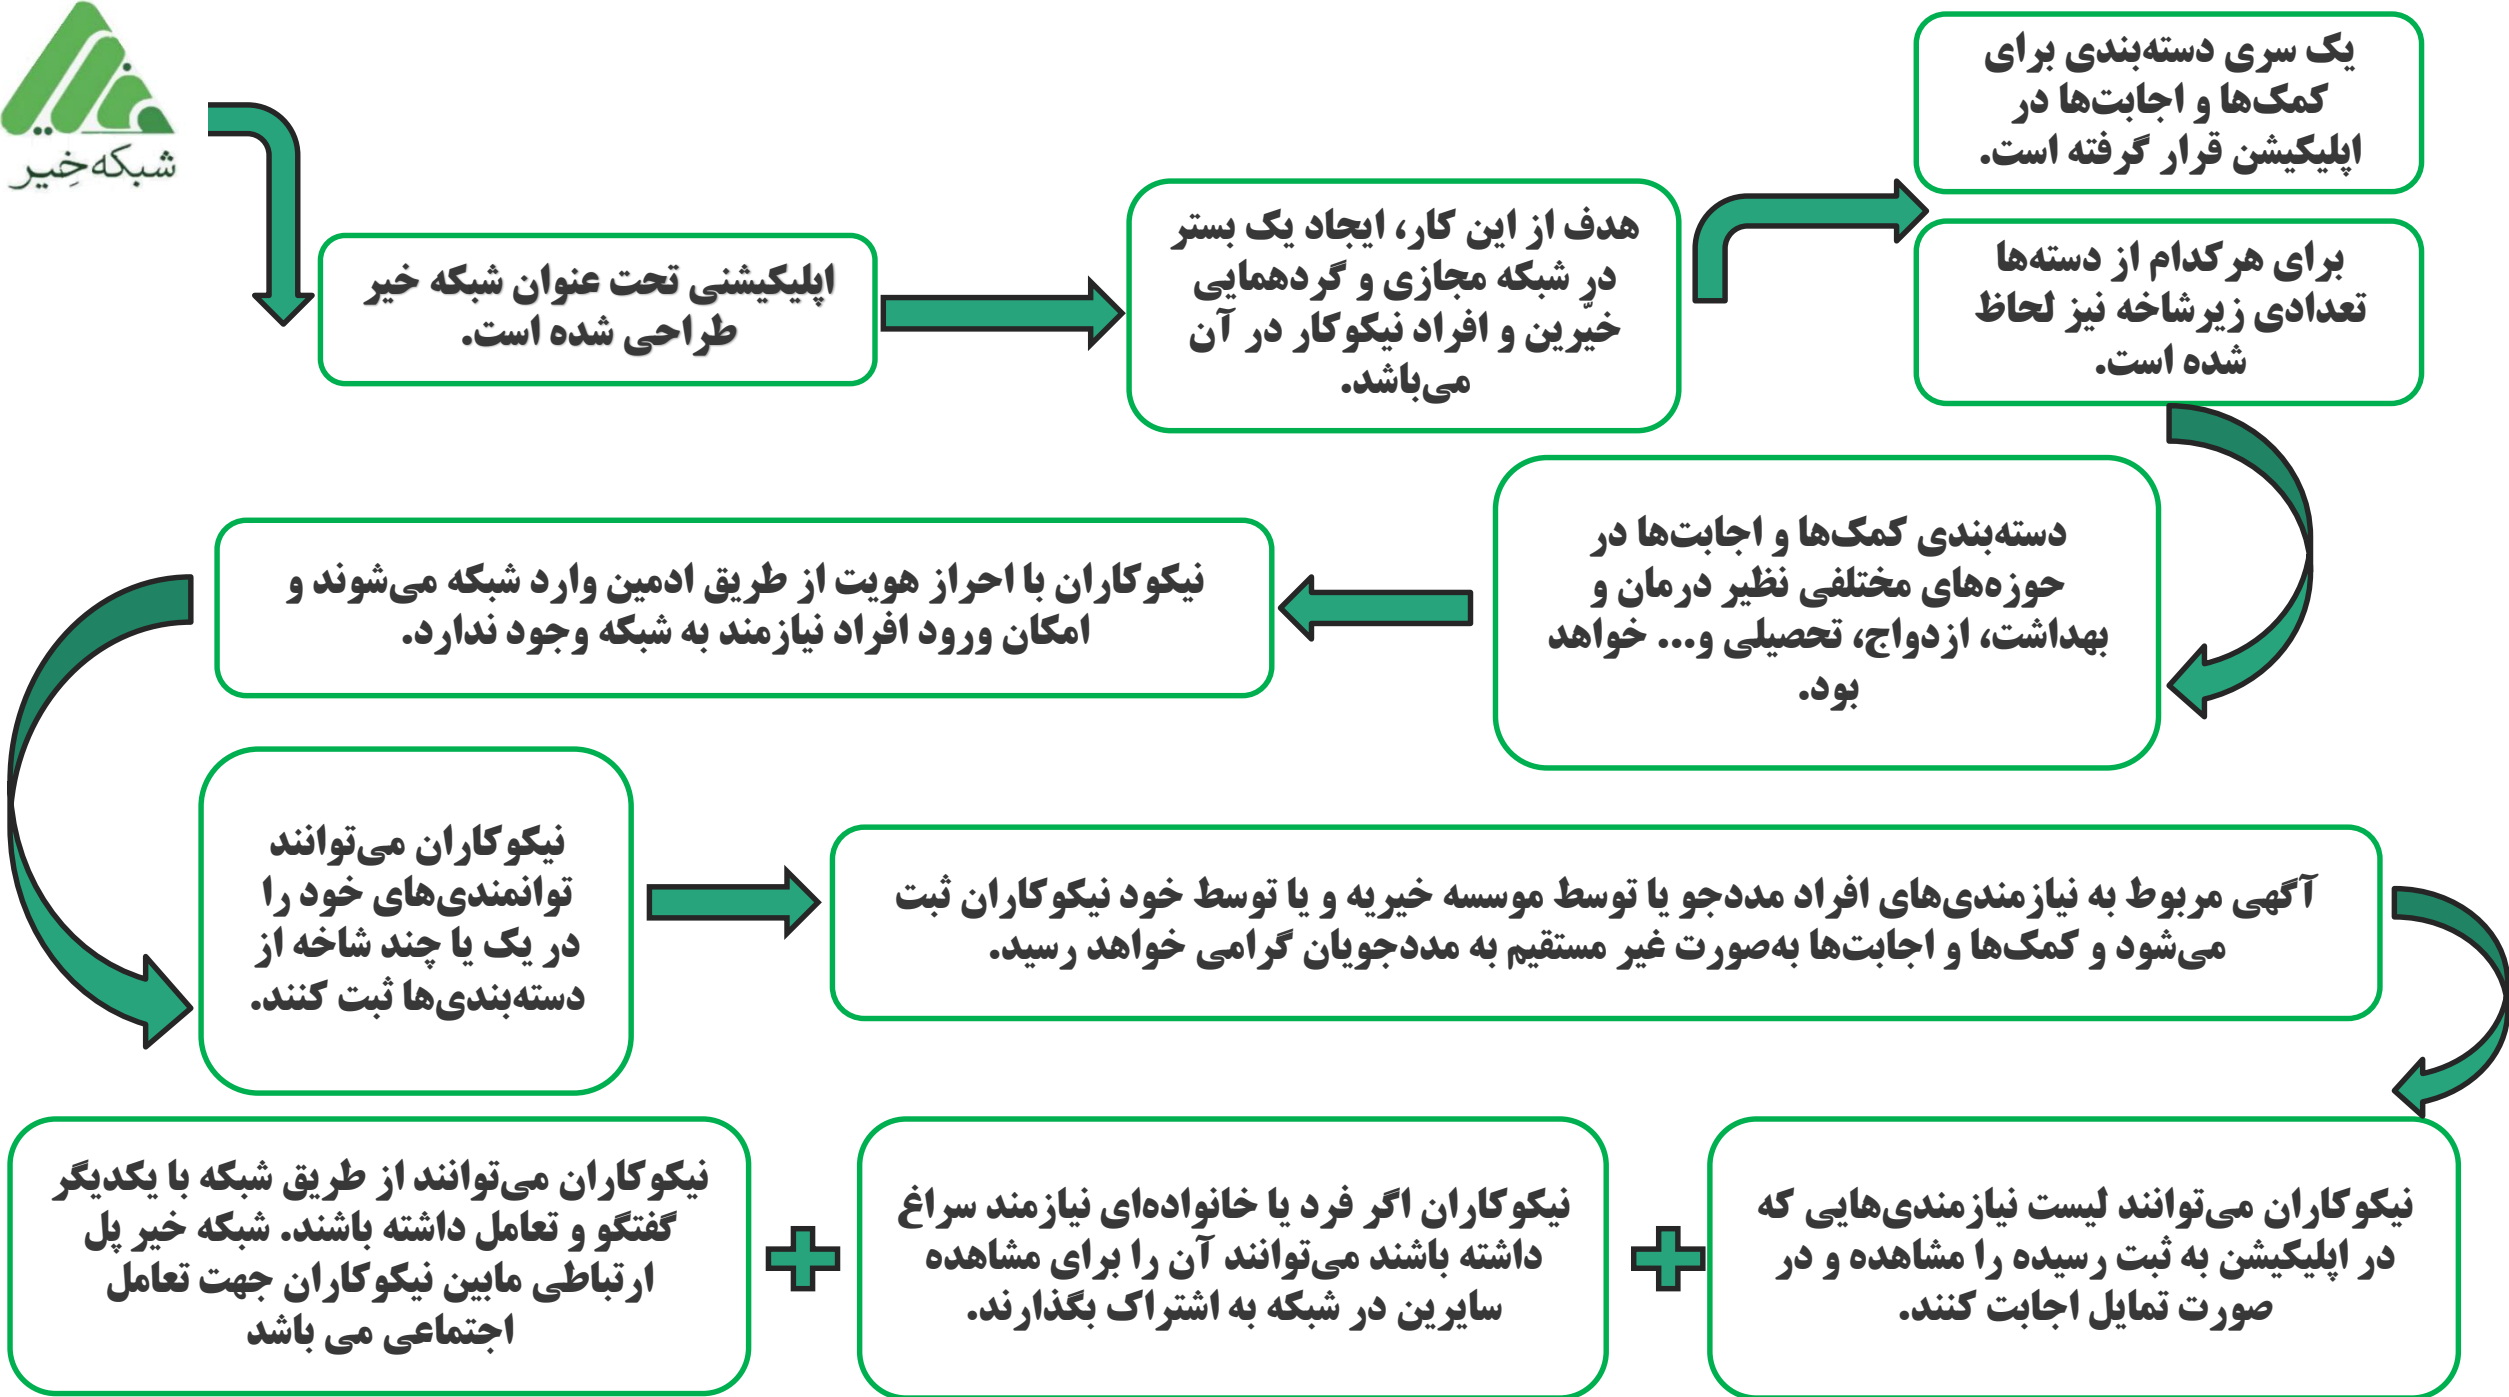 شبکه خِیر
اپلیکیشنی تحت عنوان شبکه خیر
طراحی شده است.
هدف از این کار، ایجاد یک بستر
در شبکه مجازی و گردهمایی
خیّرین و افراد نیکوکار در آن
می‌باشد.
یک سری دسته‌بندی برای
کمک‌ها و اجابت‌ها در
اپلیکیشن قرار گرفته است.
برای هر کدام از دسته‌ها
تعدادی زیرشاخه نیز لحاظ
شده است.
دسته‌بندی کمک‌ها و اجابت‌ها در
حوزه‌های مختلفی نظیر درمان و
بهداشت، ازدواج، تحصیلی و... خواهد
بود.
نیکوکاران با احراز هویت از طریق ادمین وارد شبکه می‌شوند و
امکان ورود افراد نیازمند به شبکه وجود ندارد.
نیکوکاران می‌توانند
توانمندی‌های خود را
در یک یا چند شاخه از
دسته‌بندی‌ها ثبت کنند.
آگهی مربوط به نیازمندی‌های افراد مددجو یا توسط موسسه خیریه و یا توسط خود نیکوکاران ثبت
می‌شود و کمک‌ها و اجابت‌ها به‌صورت غیر مستقیم به مددجویان گرامی خواهد رسید.
نیکوکاران می‌توانند لیست نیازمندی‌هایی که
در اپلیکیشن به ثبت رسیده را مشاهده و در
صورت تمایل اجابت کنند.
نیکوکاران اگر فرد یا خانواده‌ای نیازمند سراغ
داشته باشند می‌توانند آن را برای مشاهده
سایرین در شبکه به اشتراک بگذارند.
نیکوکاران می‌توانند از طریق شبکه با یکدیگر
گفتگو و تعامل داشته باشند. شبکه خیر پل
ارتباطی مابین نیکوکاران جهت تعامل
اجتماعی می باشد